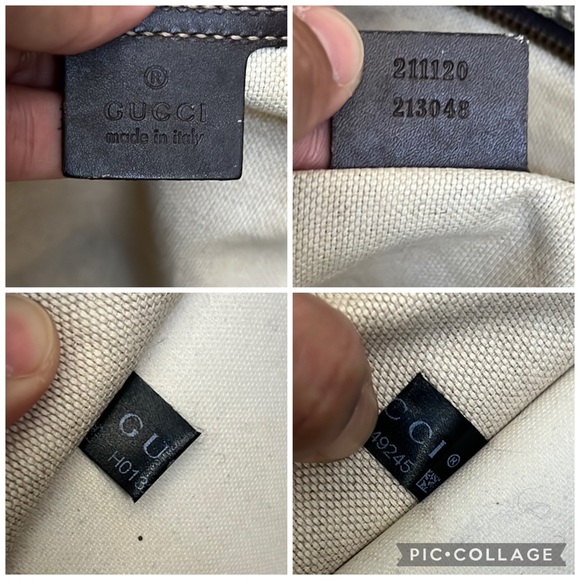 ®
GUCCI
made in italy
211120
213048
GU
H01
CCI®
49245
PIC•COLLAGE